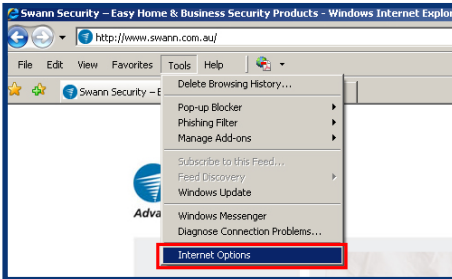 Swann Security – Easy Home & Business Security Products - Windows Internet Explor
http://www.swann.com.au/
File Edit View Favorites Tools Help
Swann Security – E
Delete Browsing History...
Pop-up Blocker
Phishing Filter
Manage Add-ons
Subscribe to this Feed...
Feed Discovery
Windows Update
Windows Messenger
Diagnose Connection Problems...
Internet Options
Adva